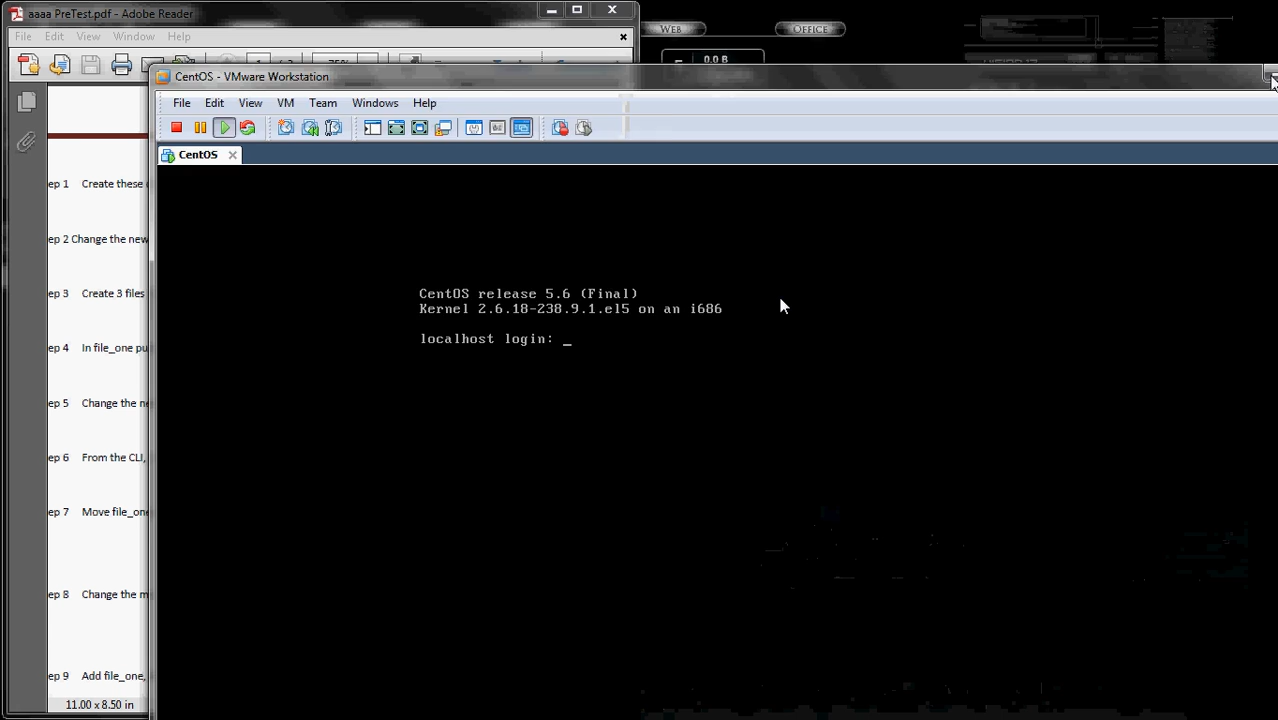 aaaa PreTest.pdf - Adobe Reader
File Edit View Window Help
WEB
OFFICE
0.0 B
CentOS - VMware Workstation
File Edit View VM Team Windows Help
CentOS
ep 1 Create these
ep 2 Change the new
ep 3 Create 3 files
ep 4 In file_one pu
ep 5 Change the ne
ep 6 From the CLI,
ep 7 Move file_one
ep 8 Change the m
ep 9 Add file_one,
11.00 x 8.50 in
CentOS release 5.6 (Final)
Kernel 2.6.18-238.9.1.el5 on an i686
localhost login: _